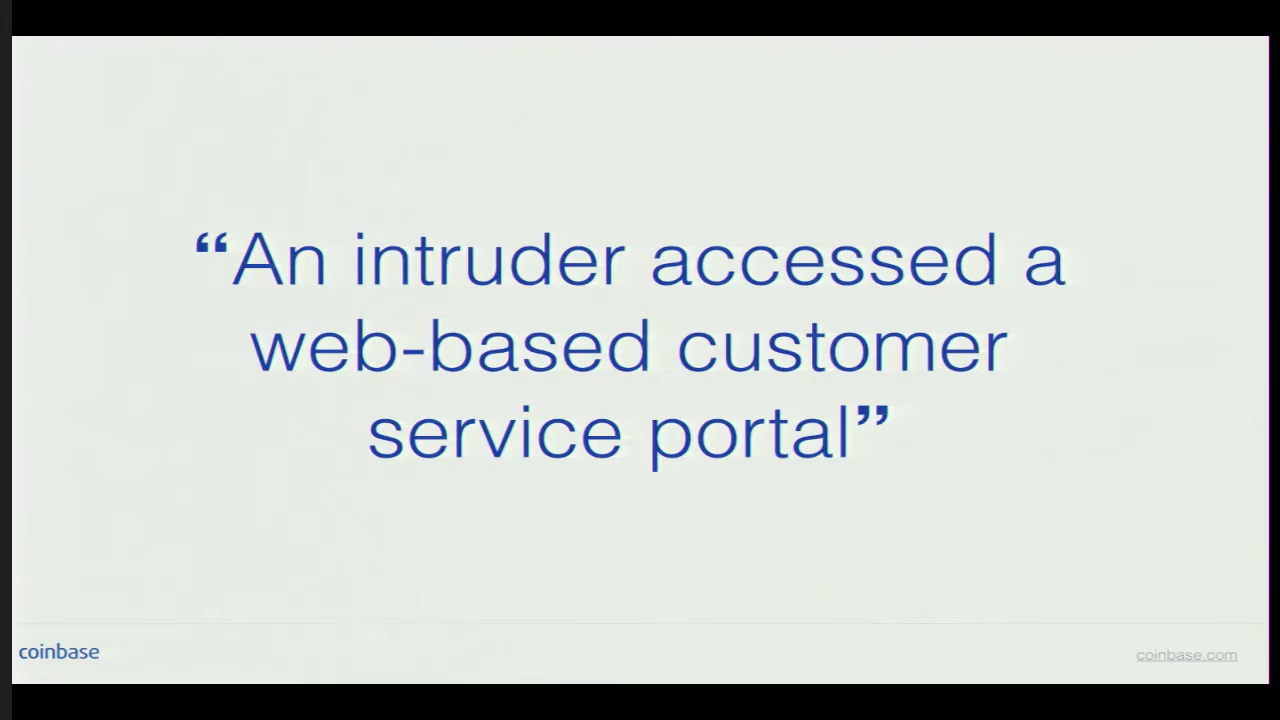 “An intruder accessed a
web-based customer
service portal”
coinbase
coinbase.com